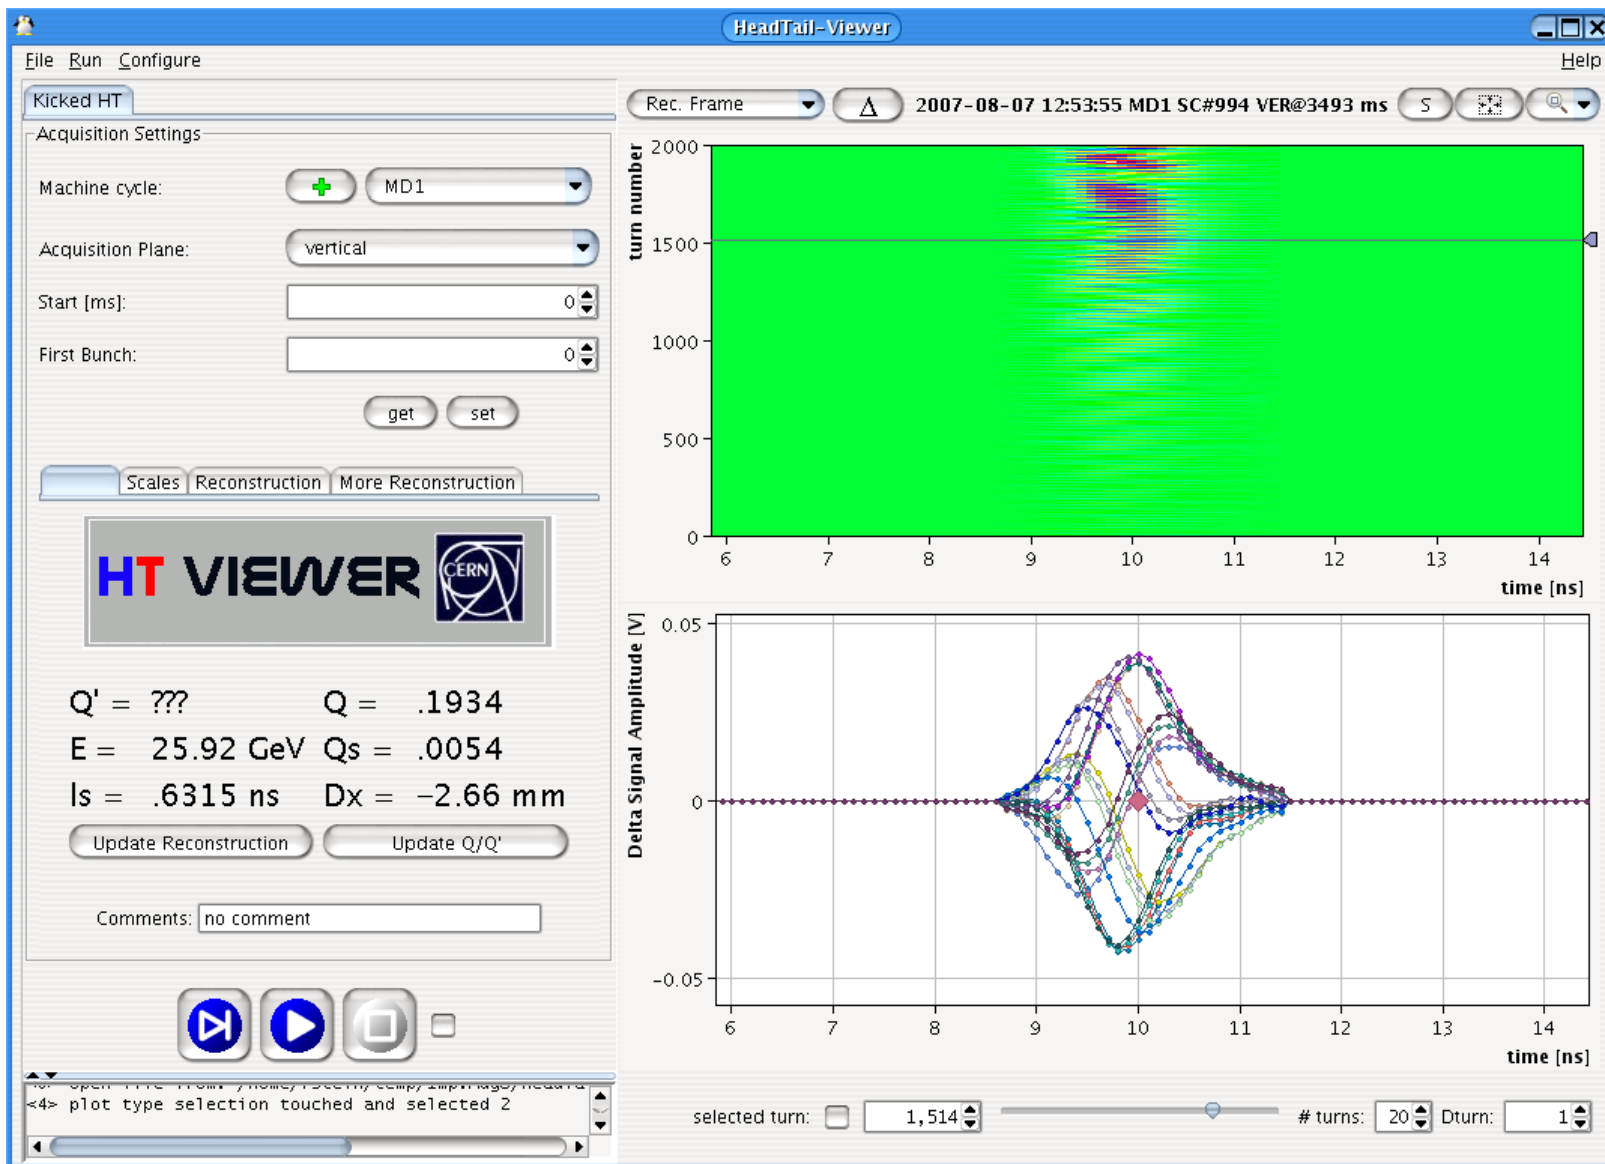 HeadTail-Viewer
File Run Configure Help
Kicked HT
Acquisition Settings
Machine cycle: MD1
Acquisition Plane: vertical
Start [ms]: 0
First Bunch: 0
get set
Scales Reconstruction More Reconstruction
HT VIEWER CERN
Q' = ??? Q = .1934
E = 25.92 GeV Qs = .0054
ls = .6315 ns Dx = -2.66 mm
Update Reconstruction Update Q/Q'
Comments: no comment
<4> plot type selection touched and selected 2
Rec. Frame Δ 2007-08-07 12:53:55 MD1 SC#994 VER@3493 ms S
turn number
2000
1500
1000
500
0
6 7 8 9 10 11 12 13 14
time [ns]
Delta Signal Amplitude [V]
0.05
0
-0.05
6 7 8 9 10 11 12 13 14
time [ns]
selected turn: 1,514 # turns: 20 Dturn: 1